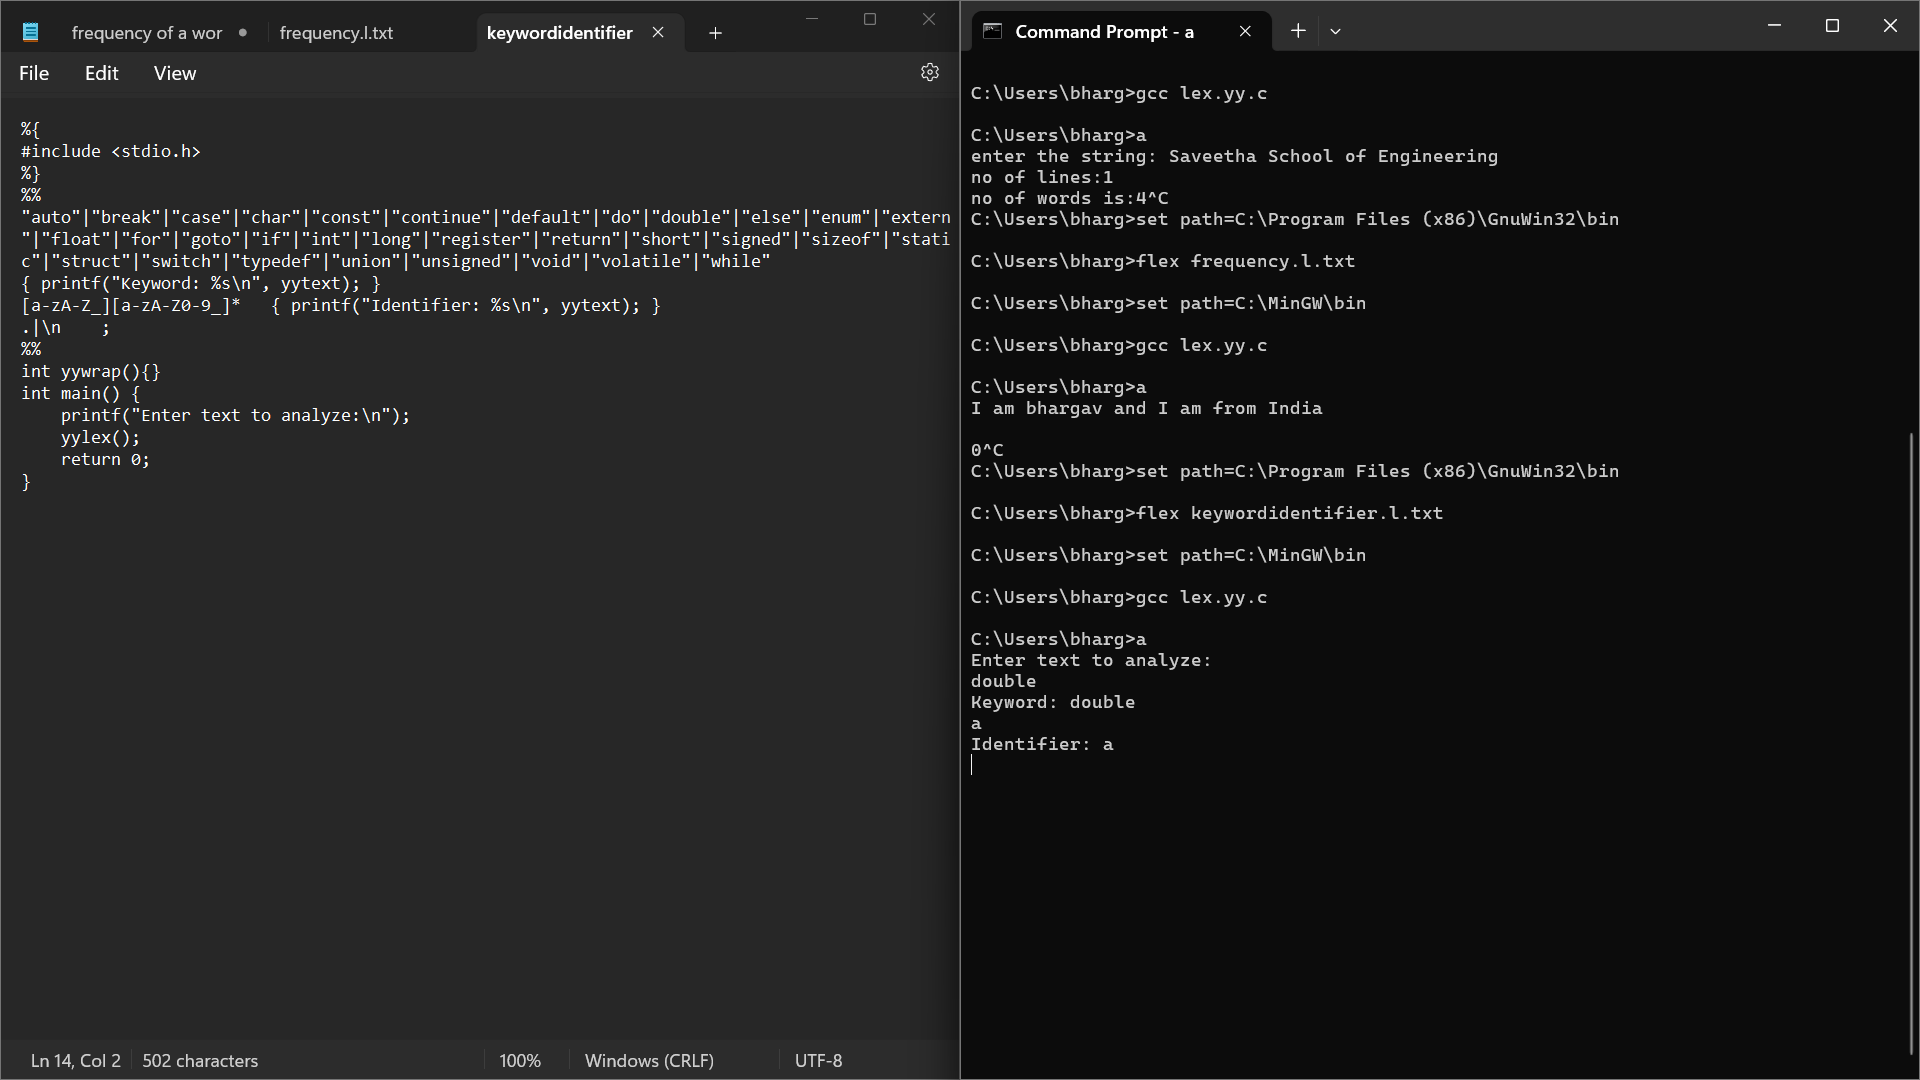 frequency of a wor
frequency.l.txt
keywordidentifier
File Edit View
%{
#include <stdio.h>
%}
%%
"auto"|"break"|"case"|"char"|"const"|"continue"|"default"|"do"|"double"|"else"|"enum"|"extern
"|"float"|"for"|"goto"|"if"|"int"|"long"|"register"|"return"|"short"|"signed"|"sizeof"|"stati
c"|"struct"|"switch"|"typedef"|"union"|"unsigned"|"void"|"volatile"|"while"
{ printf("Keyword: %s\n", yytext); }
[a-zA-Z_][a-zA-Z0-9_]*   { printf("Identifier: %s\n", yytext); }
.|\n    ;
%%
int yywrap(){}
int main() {
    printf("Enter text to analyze:\n");
    yylex();
    return 0;
}
Ln 14, Col 2
502 characters
100%
Windows (CRLF)
UTF-8
Command Prompt - a
C:\Users\bharg>gcc lex.yy.c
C:\Users\bharg>a
enter the string: Saveetha School of Engineering
no of lines:1
no of words is:4^C
C:\Users\bharg>set path=C:\Program Files (x86)\GnuWin32\bin
C:\Users\bharg>flex frequency.l.txt
C:\Users\bharg>set path=C:\MinGW\bin
C:\Users\bharg>gcc lex.yy.c
C:\Users\bharg>a
I am bhargav and I am from India
0^C
C:\Users\bharg>set path=C:\Program Files (x86)\GnuWin32\bin
C:\Users\bharg>flex keywordidentifier.l.txt
C:\Users\bharg>set path=C:\MinGW\bin
C:\Users\bharg>gcc lex.yy.c
C:\Users\bharg>a
Enter text to analyze:
double
Keyword: double
a
Identifier: a